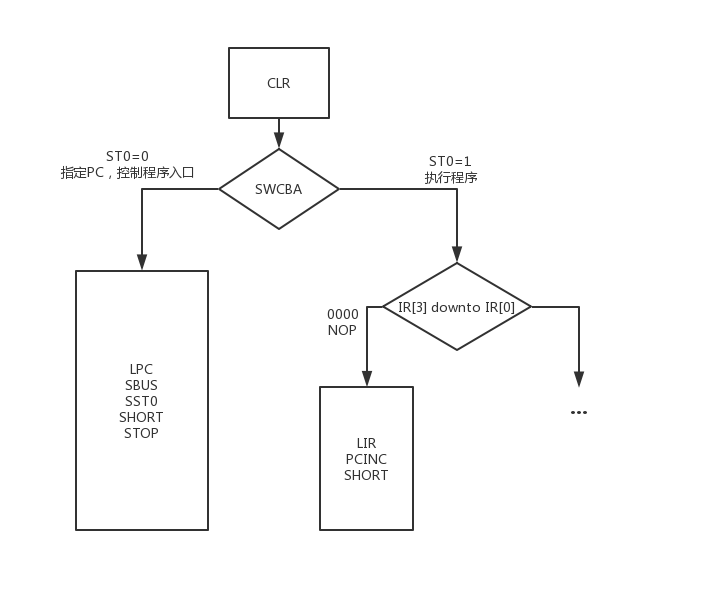 CLR
ST0=0
指定PC，控制程序入口
SWCBA
ST0=1
执行程序
IR[3] downto IR[0]
0000
NOP
LPC
SBUS
SST0
SHORT
STOP
LIR
PCINC
SHORT
...